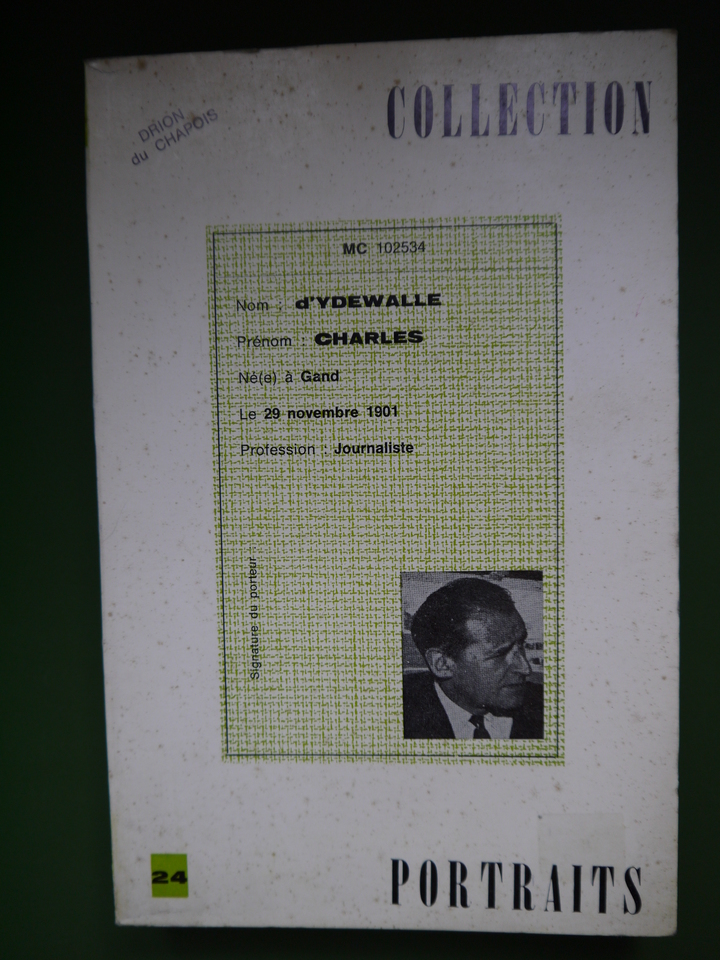 DRION
du CHAPOIS
COLLECTION
MC 102534
Nom : d'YDEWALLE
Prénom : CHARLES
Né(e) à Gand
Le 29 novembre 1901
Profession : Journaliste
Signature du porteur
24
PORTRAITS